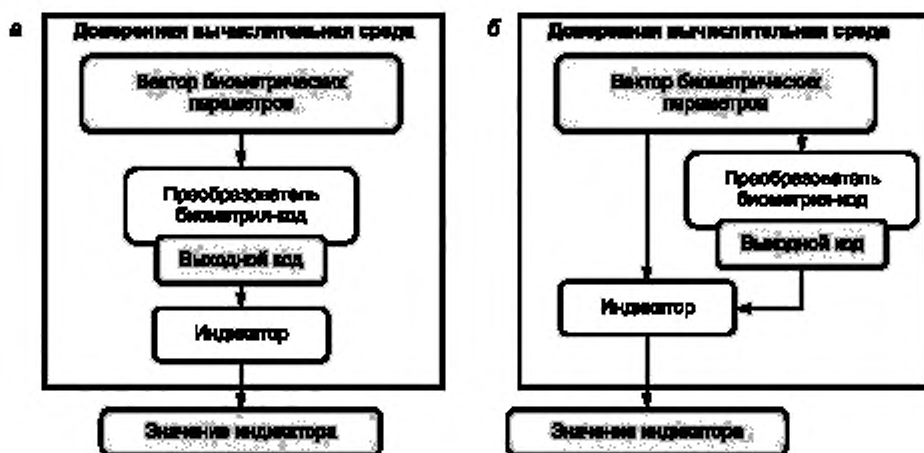 а
Доверенная вычислительная среда
Вектор биометрических
параметров
Преобразователь
биометрия-код
Выходной код
Индикатор
Значение индикатора
б
Доверенная вычислительная среда
Вектор биометрических
параметров
Преобразователь
биометрия-код
Выходной код
Индикатор
Значение индикатора